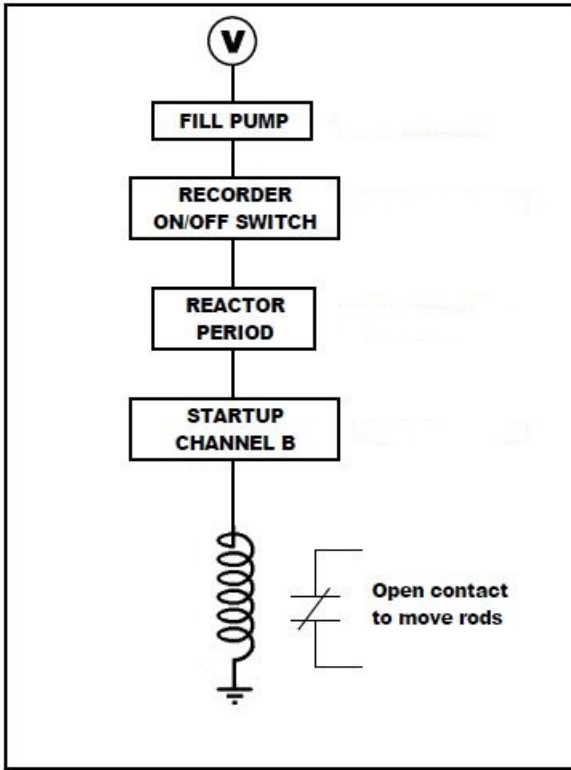 V
FILL PUMP
RECORDER
ON/OFF SWITCH
REACTOR
PERIOD
STARTUP
CHANNEL B
Open contact
to move rods